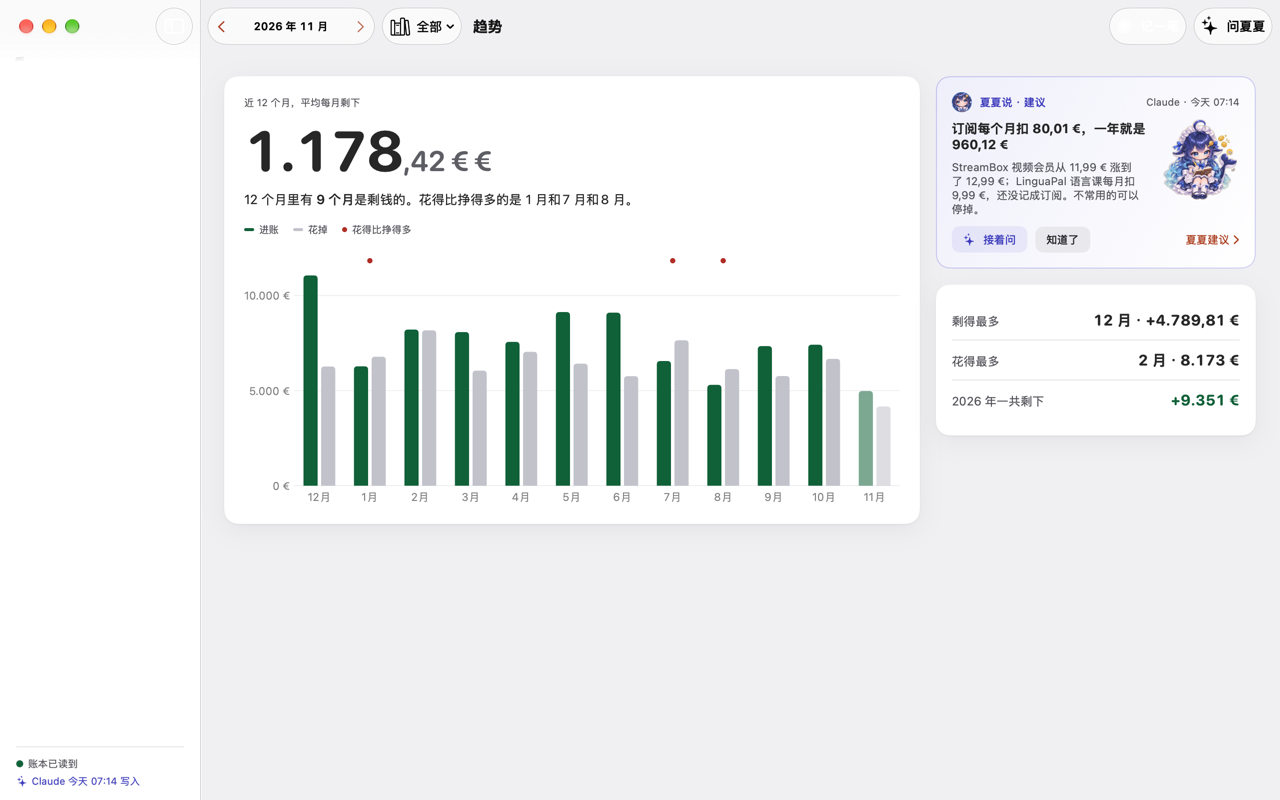 2026 年 11 月
全部
趋势
问夏夏
近 12 个月，平均每月剩下
1.178,42 € €
12 个月里有 9 个月是剩钱的。花得比挣得多的是 1 月和7 月和8 月。
进账
花掉
花得比挣得多
10.000 €
5.000 €
0 €
12月
1月
2月
3月
4月
5月
6月
7月
8月
9月
10月
11月
夏夏说 · 建议
Claude · 今天 07:14
订阅每个月扣 80,01 €，一年就是
960,12 €
StreamBox 视频会员从 11,99 € 涨到
了 12,99 €；LinguaPal 语言课每月扣
9,99 €，还没记成订阅。不常用的可以
停掉。
接着问
知道了
夏夏建议
剩得最多
12 月 · +4.789,81 €
花得最多
2 月 · 8.173 €
2026 年一共剩下
+9.351 €
账本已读到
Claude 今天 07:14 写入